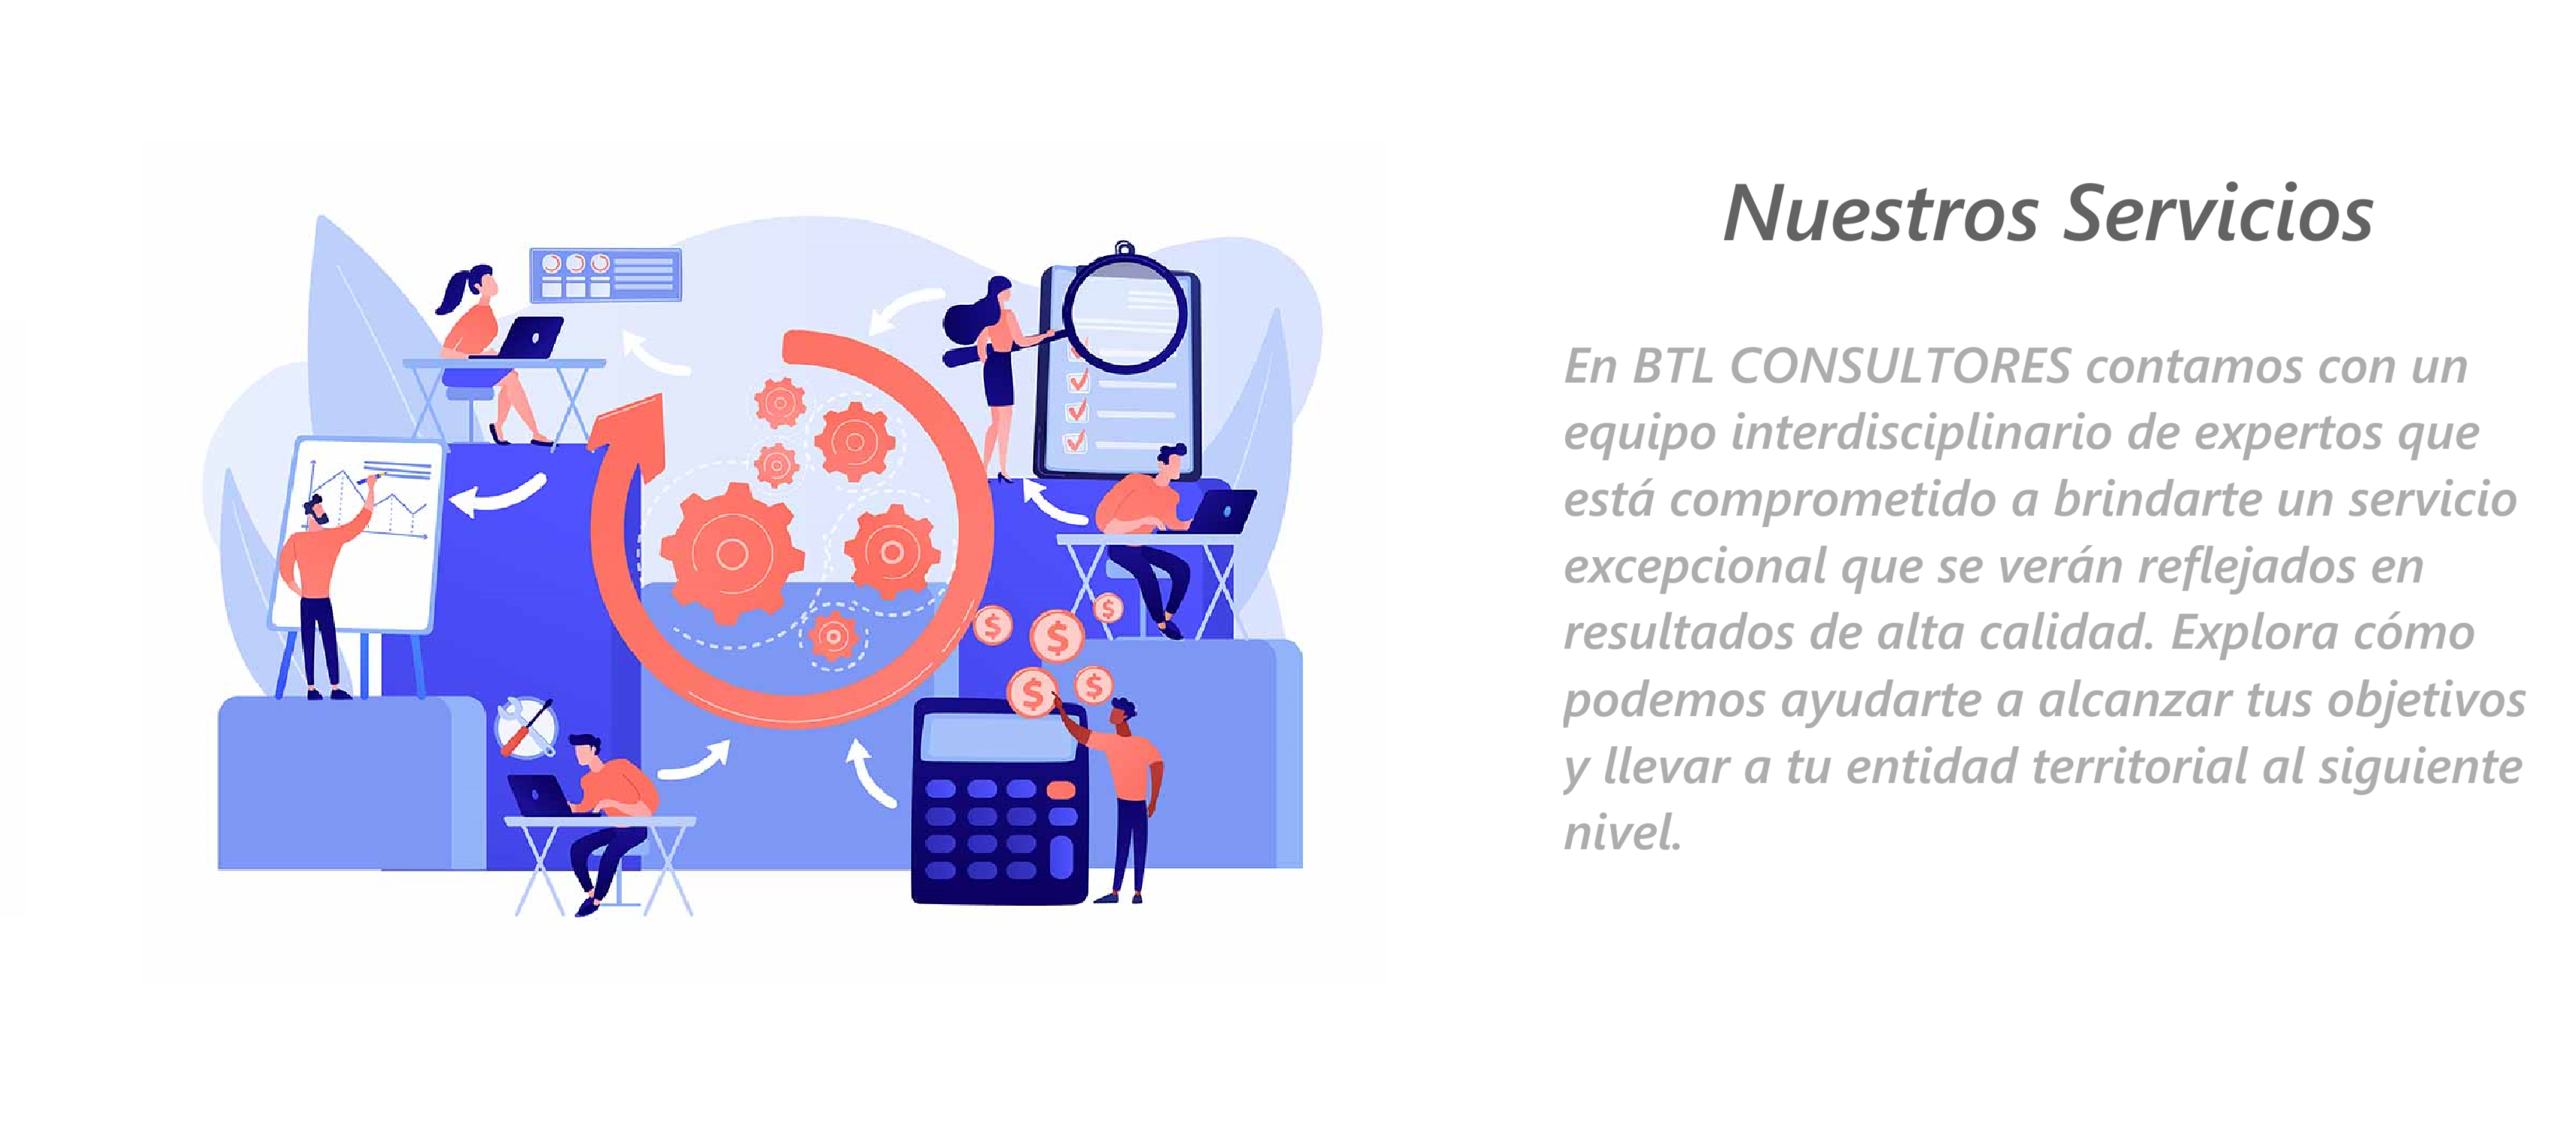 Nuestros Servicios
En BTL CONSULTORES contamos con un
equipo interdisciplinario de expertos que
está comprometido a brindarte un servicio
excepcional que se verán reflejados en
resultados de alta calidad. Explora cómo
podemos ayudarte a alcanzar tus objetivos
y llevar a tu entidad territorial al siguiente
nivel.
$
$
$
$
$